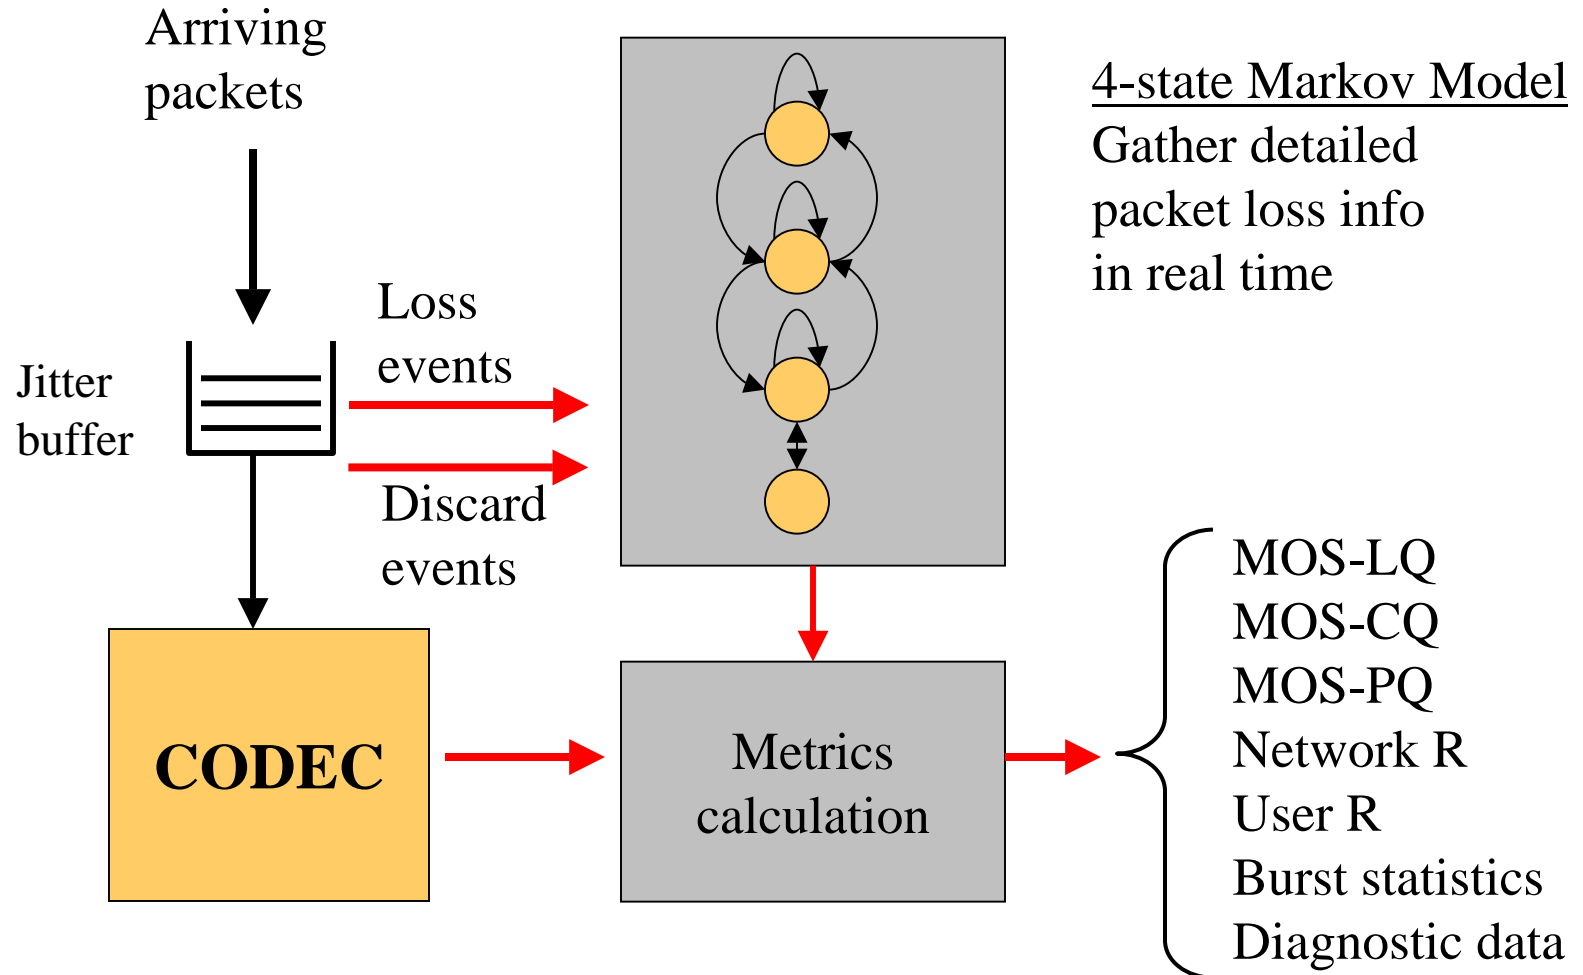 Arriving
packets
4-state Markov Model
Gather detailed
packet loss info
in real time
Loss
events
Jitter
buffer
Discard
events
CODEC
Metrics
calculation
MOS-LQ
MOS-CQ
MOS-PQ
Network R
User R
Burst statistics
Diagnostic data